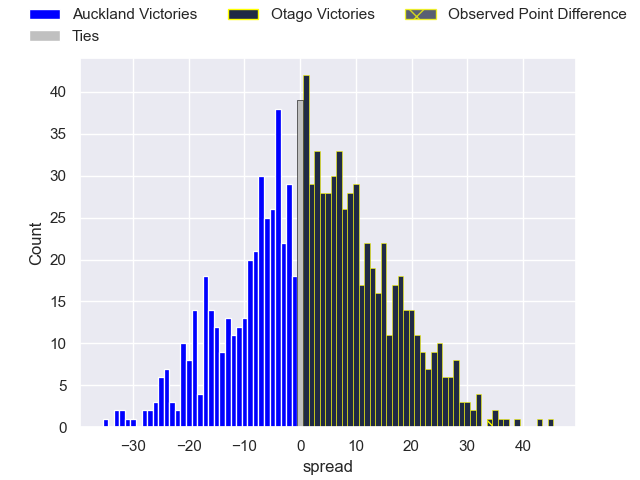 Auckland Victories
Otago Victories
Observed Point Difference
Ties
Count
40
35
30
25
20
15
10
5
0
−30
−20
−10
0
10
20
30
40
spread